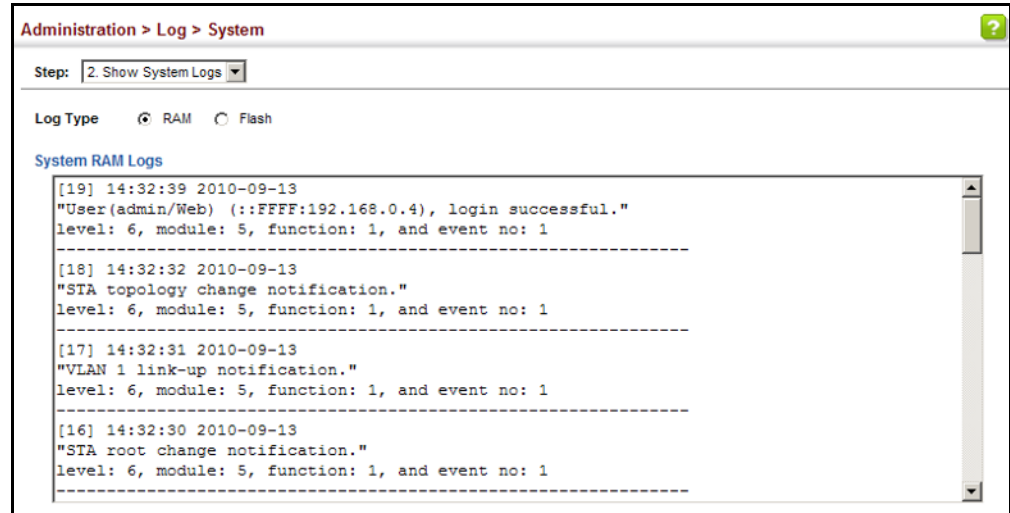 Administration > Log > System
?
Step: 2. Show System Logs
Log Type RAM Flash
System RAM Logs
[19] 14:32:39 2010-09-13
"User(admin/Web) (::FFFF:192.168.0.4), login successful."
level: 6, module: 5, function: 1, and event no: 1
----------------------------------------------------------------
[18] 14:32:32 2010-09-13
"STA topology change notification."
level: 6, module: 5, function: 1, and event no: 1
----------------------------------------------------------------
[17] 14:32:31 2010-09-13
"VLAN 1 link-up notification."
level: 6, module: 5, function: 1, and event no: 1
----------------------------------------------------------------
[16] 14:32:30 2010-09-13
"STA root change notification."
level: 6, module: 5, function: 1, and event no: 1
----------------------------------------------------------------